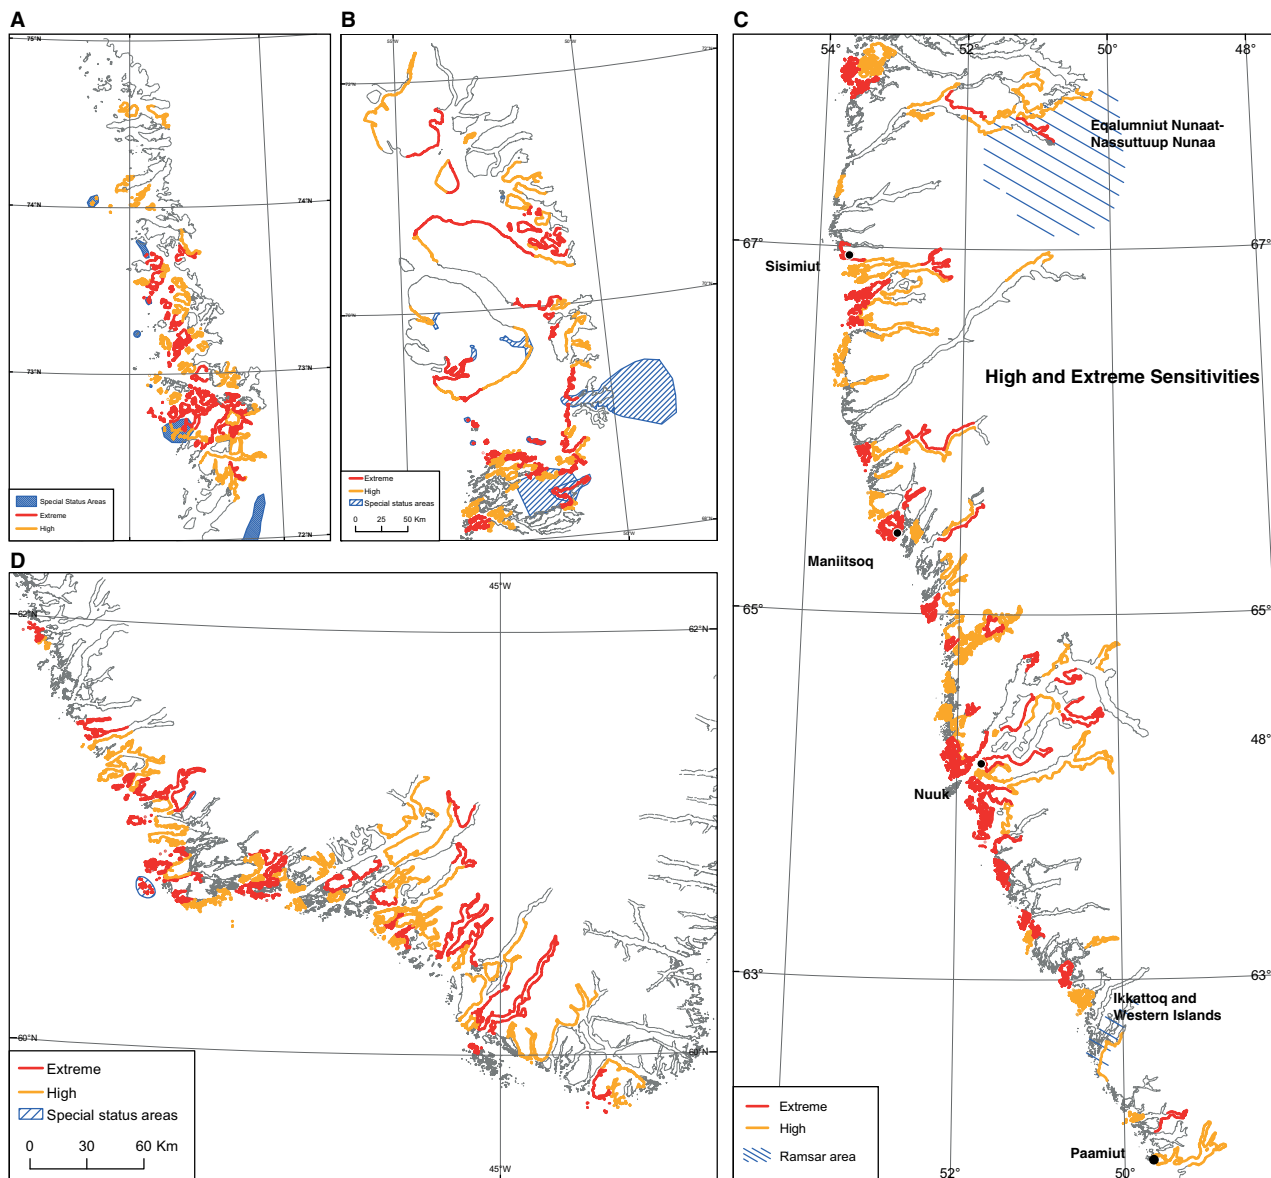 A
75°N
74°N
74°N
73°N
73°N
72°N
Special Status Areas
Extreme
High
B
70°N
Extreme
High
Special status areas
0 25 50 Km
C
54°
52°
50°
48°
Eqalumniut Nunaat-
Nassuttuup Nunaa
67°
67°
Sisimiut
High and Extreme Sensitivities
Maniitsoq
65°
65°
48°
Nuuk
63°
63°
Ikkattoq and
Western Islands
Paamiut
52°
50°
Extreme
High
Ramsar area
D
45°W
62°N
62°N
60°N
60°N
45°W
Extreme
High
Special status areas
0 30 60 Km